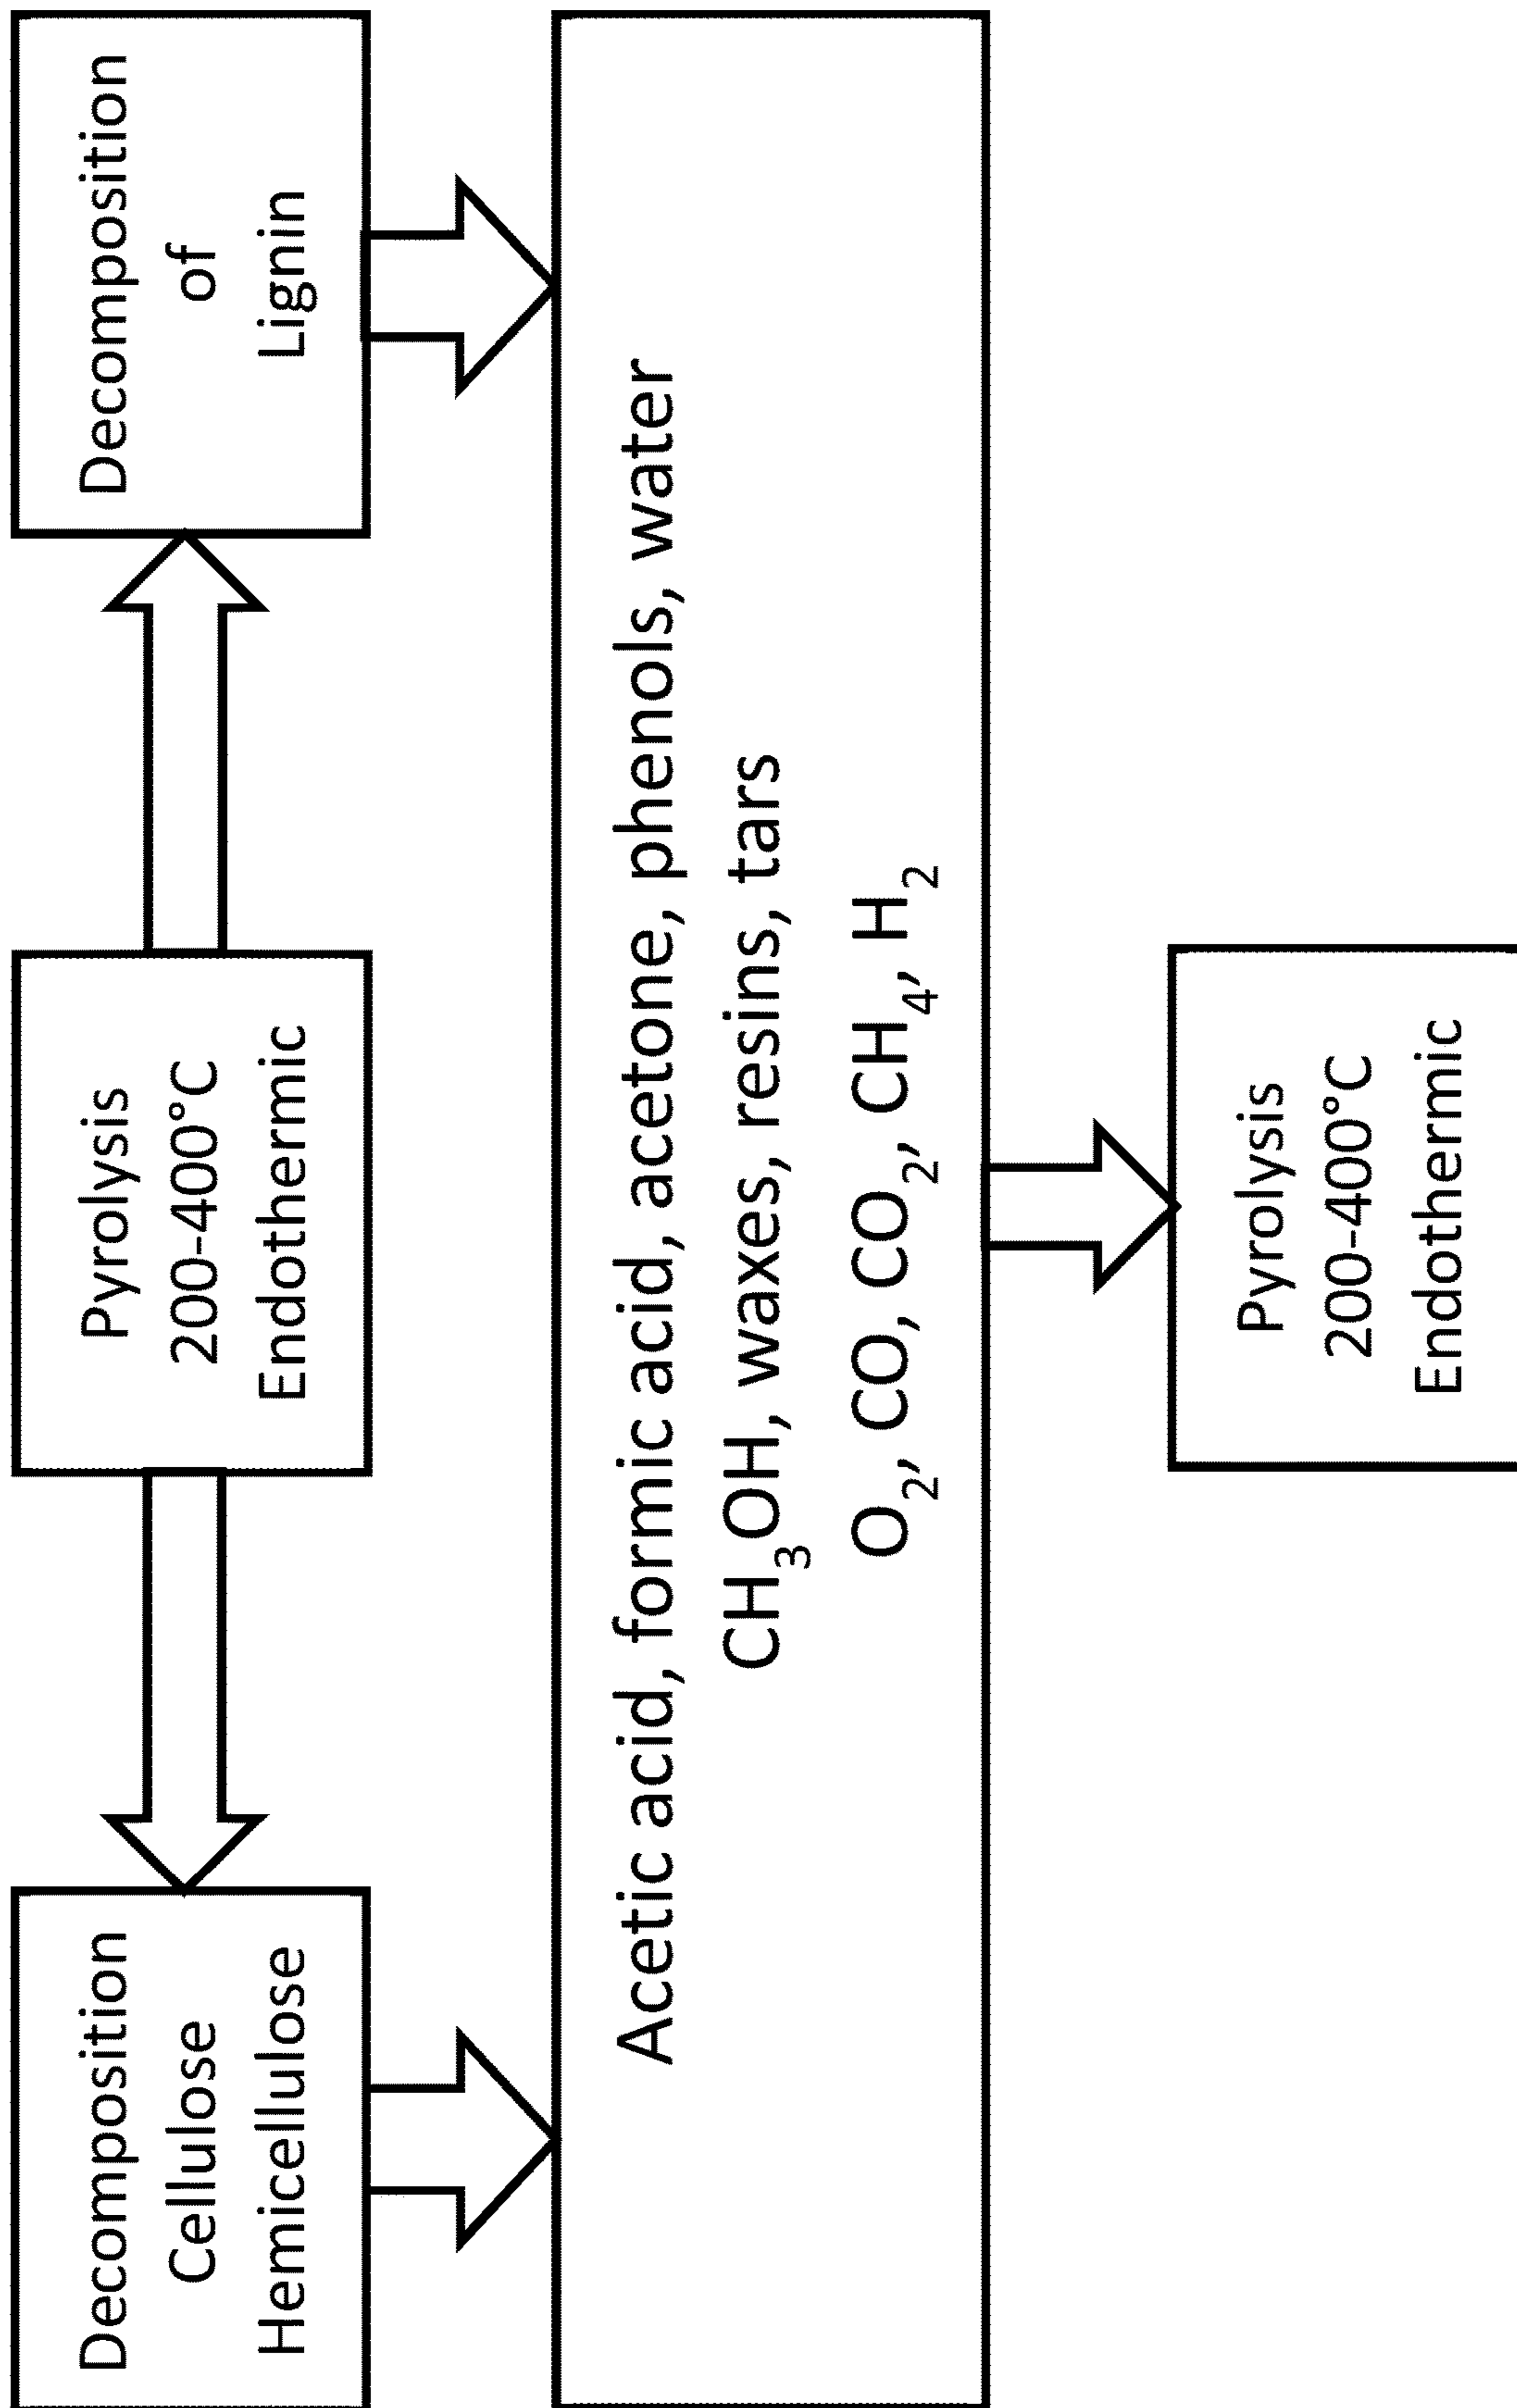 Decomposition
Cellulose
Hemicellulose
Pyrolysis
200-400°C
Endothermic
Decomposition
of
Lignin
Acetic acid, formic acid, acetone, phenols, water
CH₃OH, waxes, resins, tars
O₂, CO, CO₂, CH₄, H₂
Pyrolysis
200-400°C
Endothermic